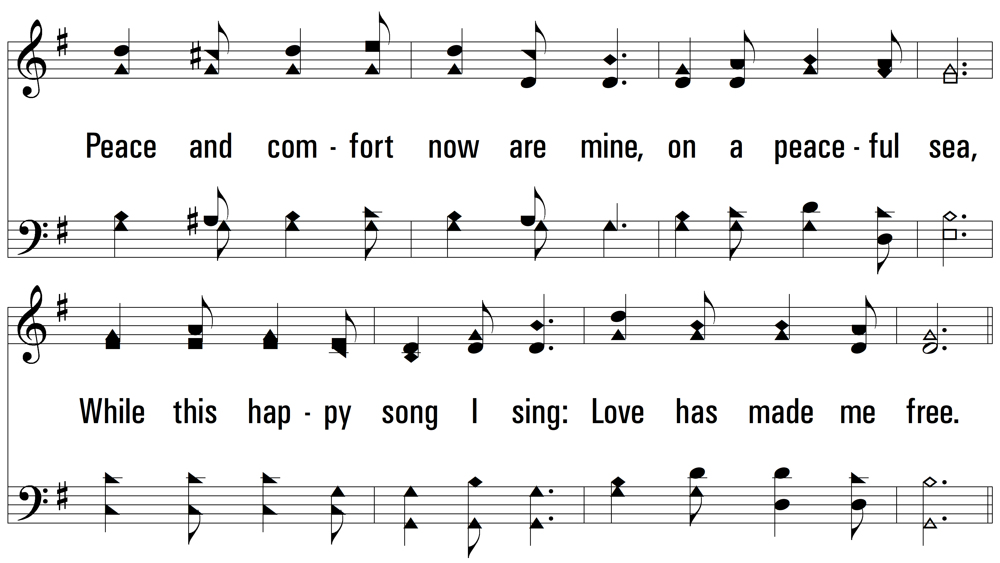 Peace and com - fort now are mine, on a peace - ful sea,
While this hap - py song I sing: Love has made me free.